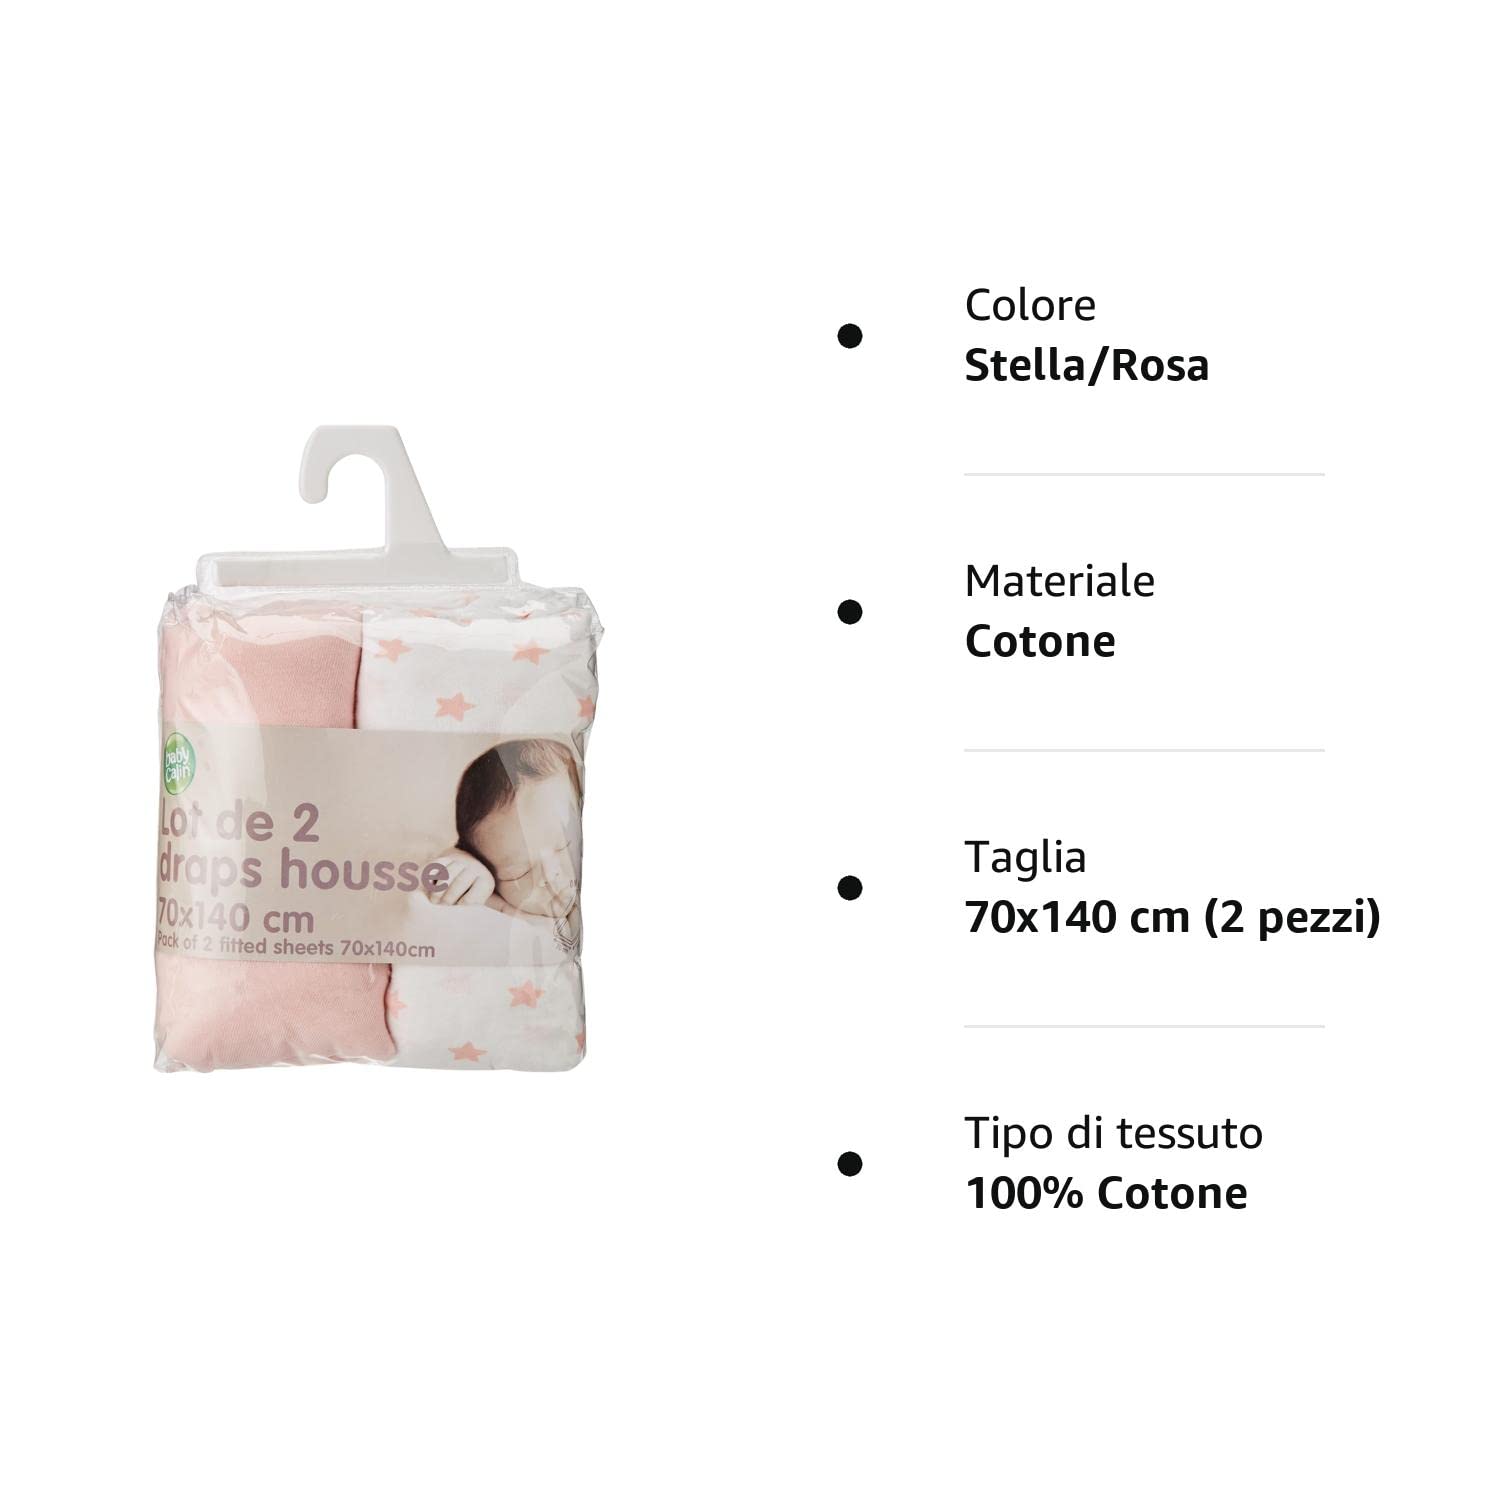 baby
Calin
Lot de 2
draps housse
70x140 cm
Pack of 2 fitted sheets 70x140cm
Colore
Stella/Rosa
Materiale
Cotone
Taglia
70x140 cm (2 pezzi)
Tipo di tessuto
100% Cotone